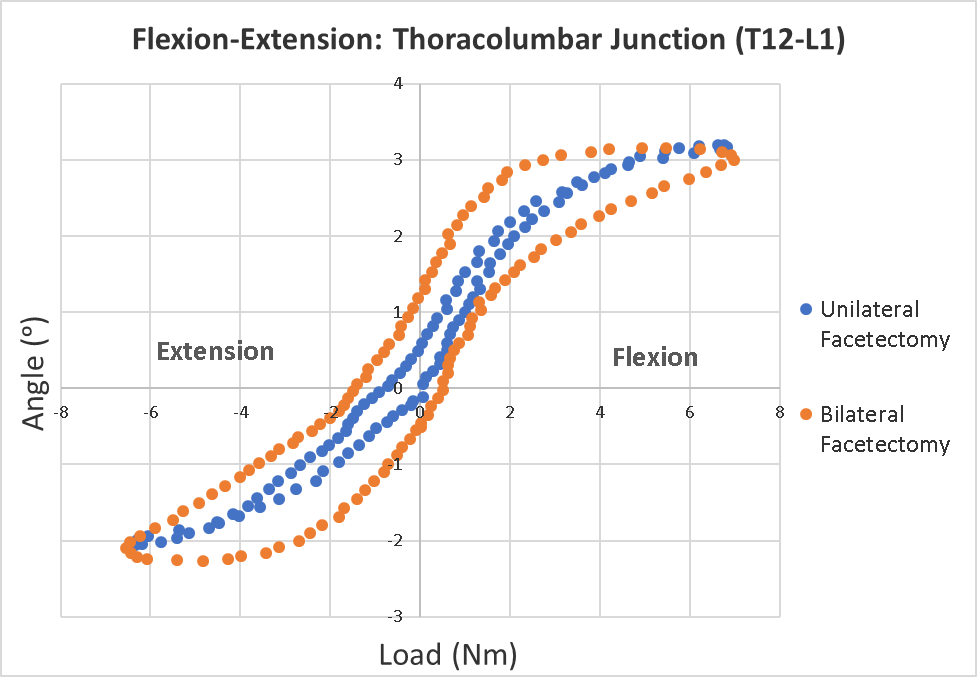 Flexion-Extension: Thoracolumbar Junction (T12-L1)
4
3
2
1
0
-1
-2
-3
-8
-6
-4
-2
0
2
4
6
8
Extension
Flexion
Angle (º)
Load (Nm)
Unilateral
Facetectomy
Bilateral
Facetectomy